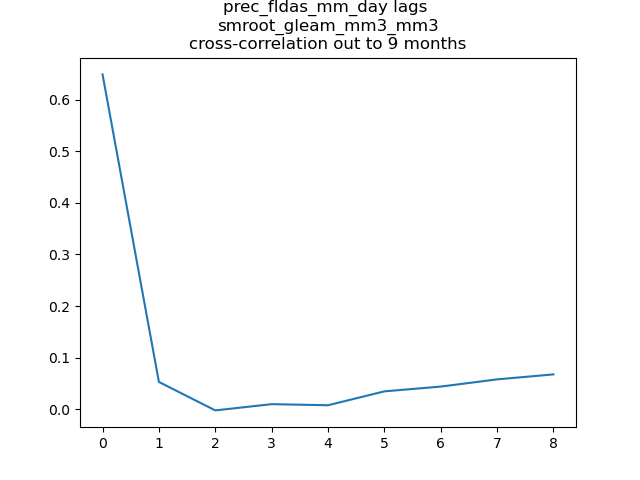 prec_fldas_mm_day lags
smroot_gleam_mm3_mm3
cross-correlation out to 9 months
0.6
0.5
0.4
0.3
0.2
0.1
0.0
0 1 2 3 4 5 6 7 8